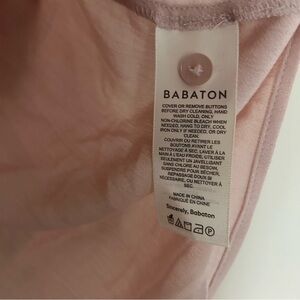 BABATON
COVER OR REMOVE BUTTONS
BEFORE DRY CLEANING, HAND
WASH COLD, ONLY
NON-CHLORINE BLEACH WHEN
NEEDED, HANG TO DRY, COOL
IRON ONLY IF NEEDED, OR DRY
CLEAN
COUVRIR OU RETIRER LES
BOUTONS AVANT LE
NETTOYAGE À SEC, LAVER À LA
MAIN À L'EAU FROIDE, UTILISER
SEULEMENT UN JAVELLISANT
SANS CHLORE AU BESOIN,
SUSPENDRE POUR SÉCHER,
REPASSAGE DOUX SI
NÉCESSAIRE, OU NETTOYER À
SEC
MADE IN CHINA
FABRIQUÉ EN CHINE
Sincerely, Babaton
P